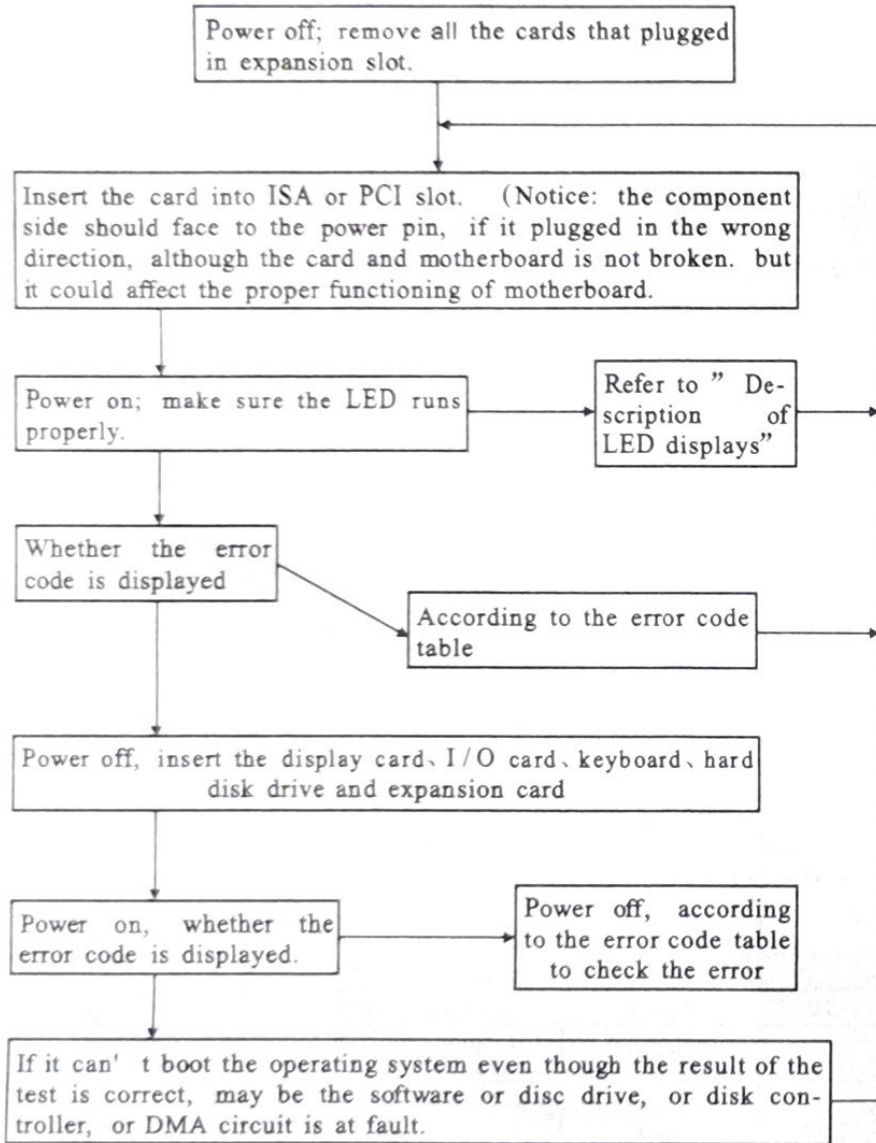 Power off; remove all the cards that plugged
in expansion slot.
Insert the card into ISA or PCI slot. (Notice: the component
side should face to the power pin, if it plugged in the wrong
direction, although the card and motherboard is not broken. but
it could affect the proper functioning of motherboard.
Power on; make sure the LED runs
properly.
Refer to ” De-
scription of
LED displays”
Whether the error
code is displayed
According to the error code
table
Power off, insert the display card、I/O card、keyboard、hard
disk drive and expansion card
Power on, whether the
error code is displayed.
Power off, according
to the error code table
to check the error
If it can' t boot the operating system even though the result of the
test is correct, may be the software or disc drive, or disk con-
troller, or DMA circuit is at fault.